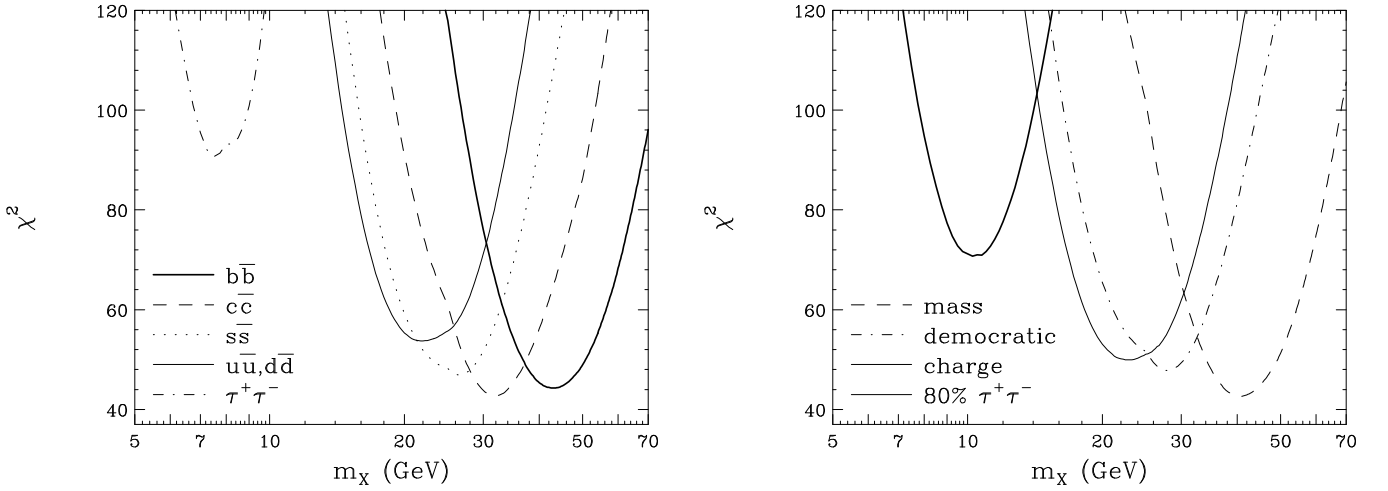 120
100
80
60
40
χ²
b b̅
c c̅
s s̅
u u̅,d d̅
τ⁺τ⁻
5 7 10 20 30 50 70
m_X (GeV)
120
100
80
60
40
χ²
mass
democratic
charge
80% τ⁺τ⁻
5 7 10 20 30 50 70
m_X (GeV)